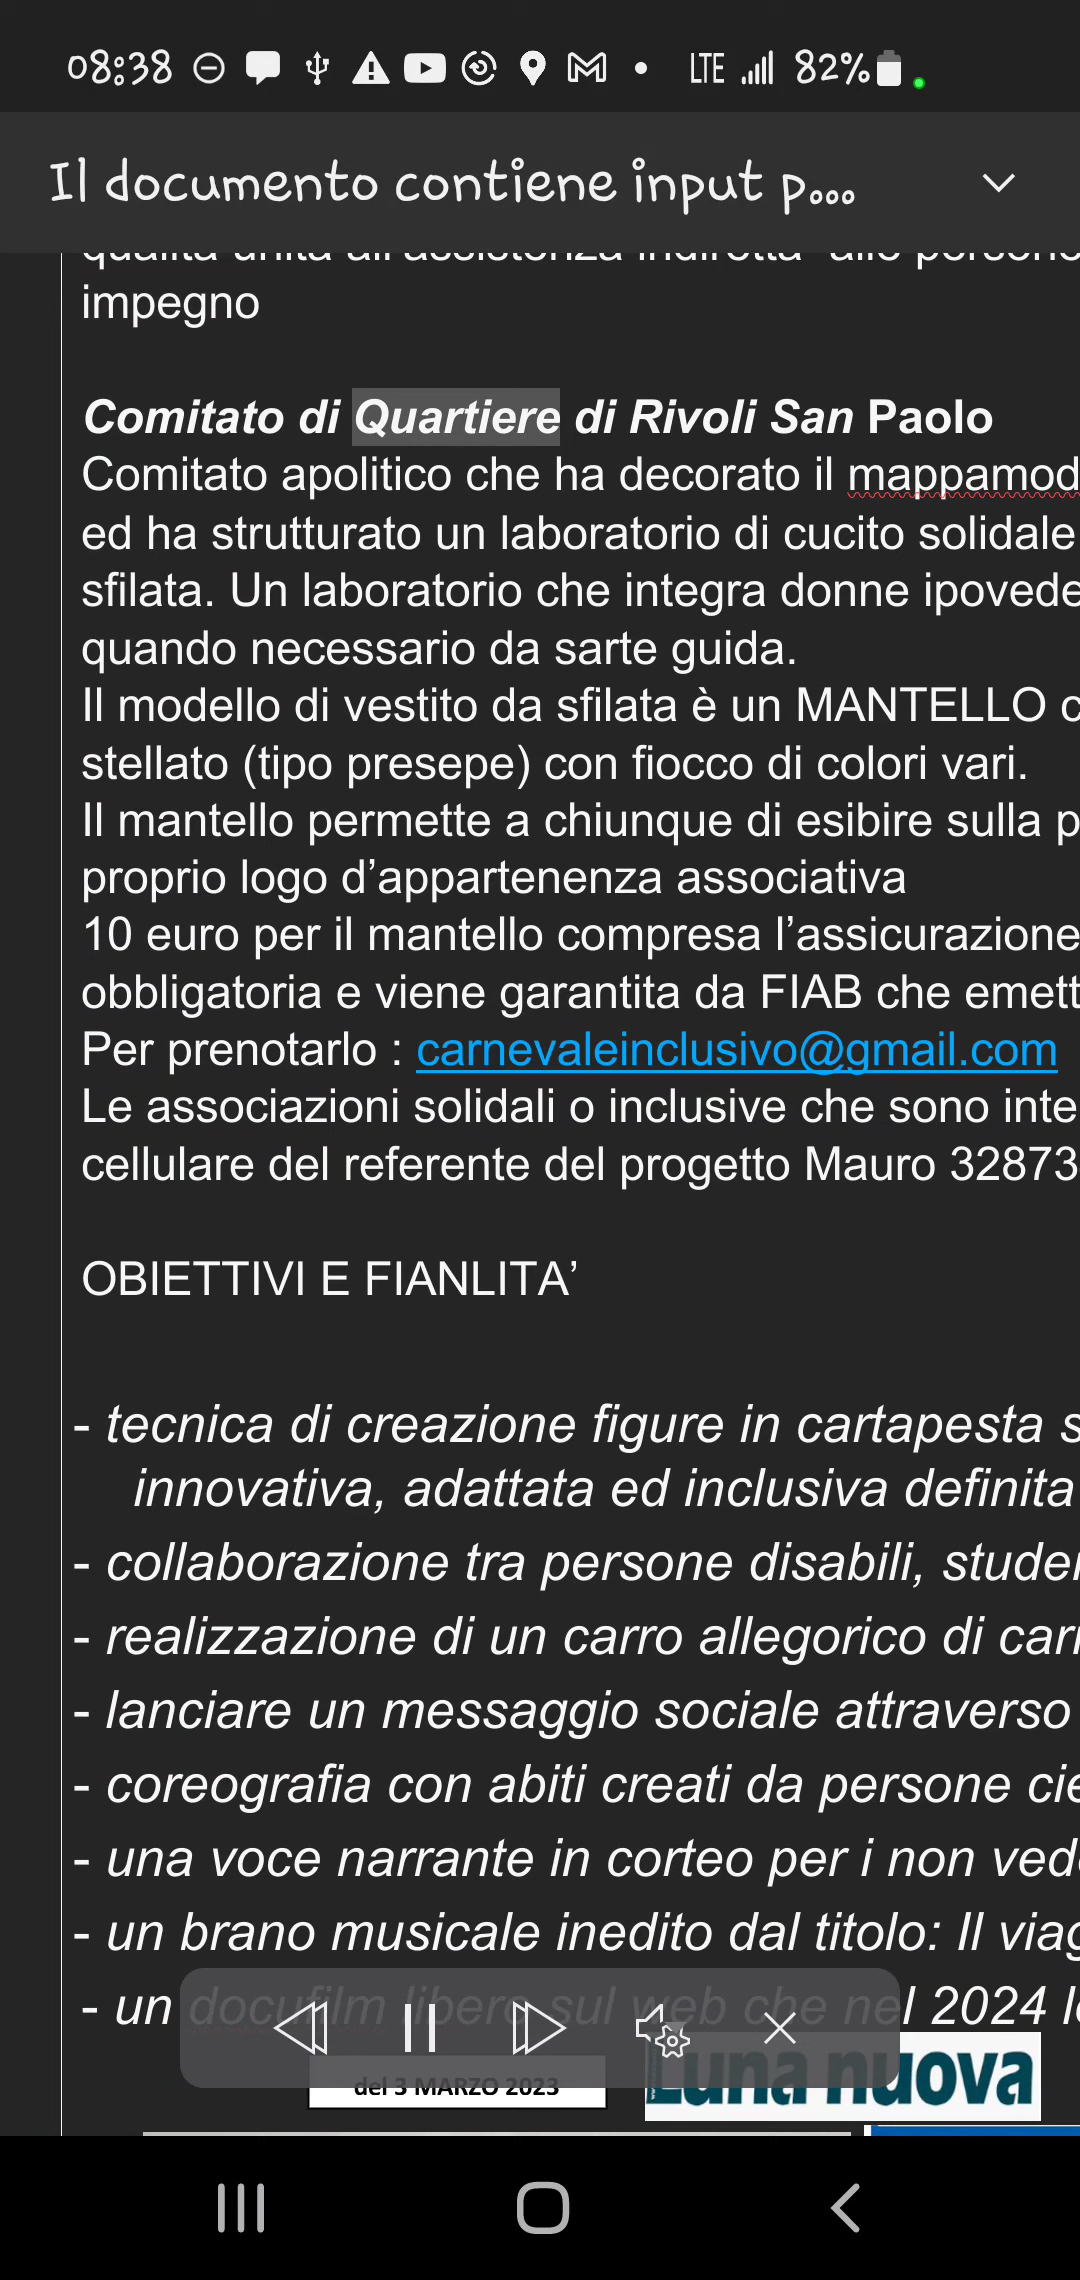 08:38 LTE 82%
Il documento contiene input p...
impegno
Comitato di Quartiere di Rivoli San Paolo
Comitato apolitico che ha decorato il mappamod
ed ha strutturato un laboratorio di cucito solidale
sfilata. Un laboratorio che integra donne ipovede
quando necessario da sarte guida.
Il modello di vestito da sfilata è un MANTELLO c
stellato (tipo presepe) con fiocco di colori vari.
Il mantello permette a chiunque di esibire sulla p
proprio logo d’appartenenza associativa
10 euro per il mantello compresa l’assicurazione
obbligatoria e viene garantita da FIAB che emett
Per prenotarlo : carnevaleinclusivo@gmail.com
Le associazioni solidali o inclusive che sono inte
cellulare del referente del progetto Mauro 32873
OBIETTIVI E FIANLITA’
- tecnica di creazione figure in cartapesta s
innovativa, adattata ed inclusiva definita
- collaborazione tra persone disabili, studen
- realizzazione di un carro allegorico di carn
- lanciare un messaggio sociale attraverso
- coreografia con abiti creati da persone cie
- una voce narrante in corteo per i non vede
- un brano musicale inedito dal titolo: Il viag
- un docufilm libero sul web che nel 2024 l
del 3 MARZO 2023
Luna nuova